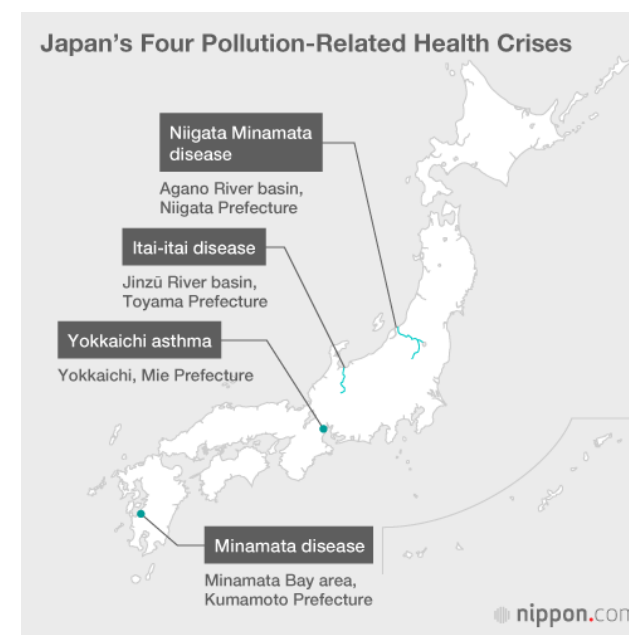 Japan's Four Pollution-Related Health Crises
Niigata Minamata
disease
Agano River basin,
Niigata Prefecture
Itai-itai disease
Jinzū River basin,
Toyama Prefecture
Yokkaichi asthma
Yokkaichi, Mie Prefecture
Minamata disease
Minamata Bay area,
Kumamoto Prefecture
nippon.com